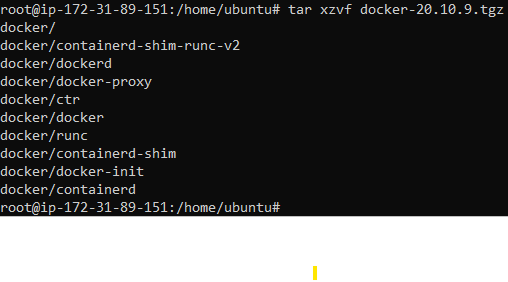 root@ip-172-31-89-151:/home/ubuntu# tar xzvf docker-20.10.9.tgz
docker/
docker/containerd-shim-runc-v2
docker/dockerd
docker/docker-proxy
docker/ctr
docker/docker
docker/runc
docker/containerd-shim
docker/docker-init
docker/containerd
root@ip-172-31-89-151:/home/ubuntu#